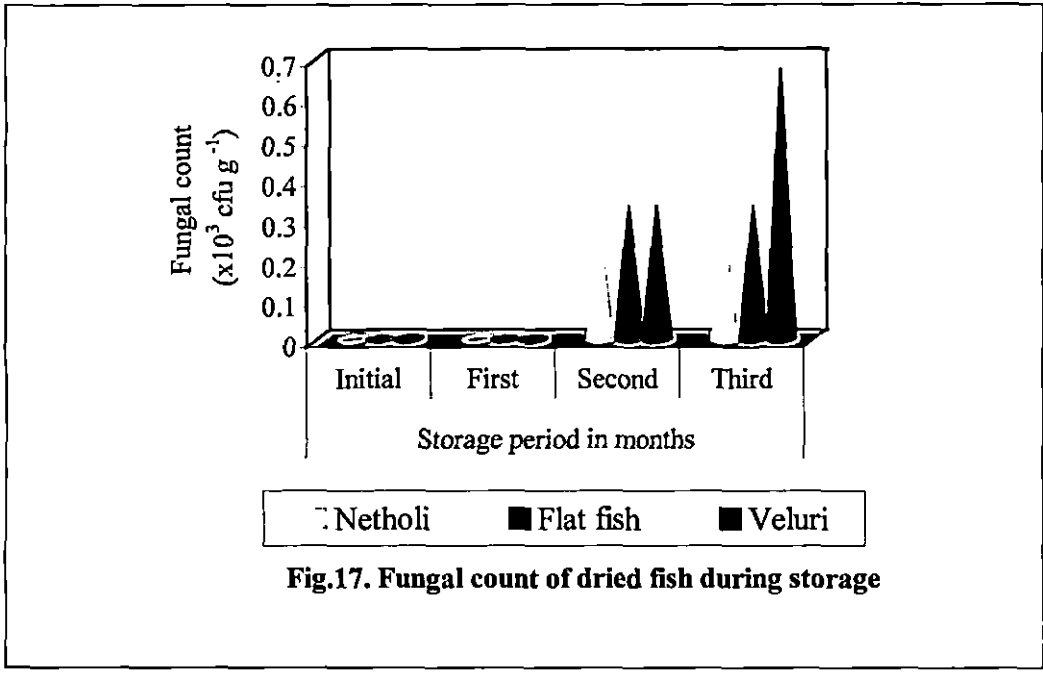 Fungal count
(x10³ cfu g⁻¹)
0.7
0.6
0.5
0.4
0.3
0.2
0.1
0
Initial First Second Third
Storage period in months
Netholi Flat fish Veluri
Fig.17. Fungal count of dried fish during storage